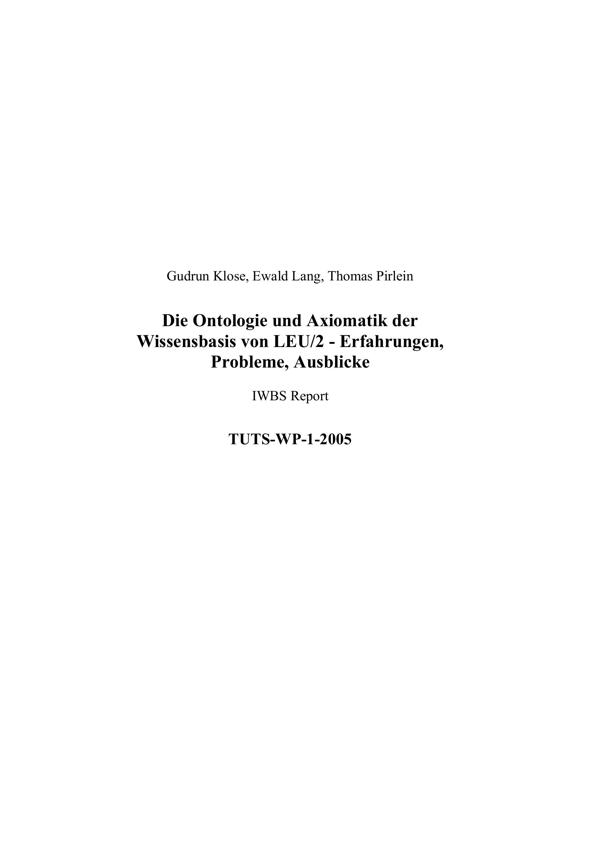 Gudrun Klose, Ewald Lang, Thomas Pirlein
Die Ontologie und Axiomatik der
Wissensbasis von LEU/2 - Erfahrungen,
Probleme, Ausblicke
IWBS Report
TUTS-WP-1-2005